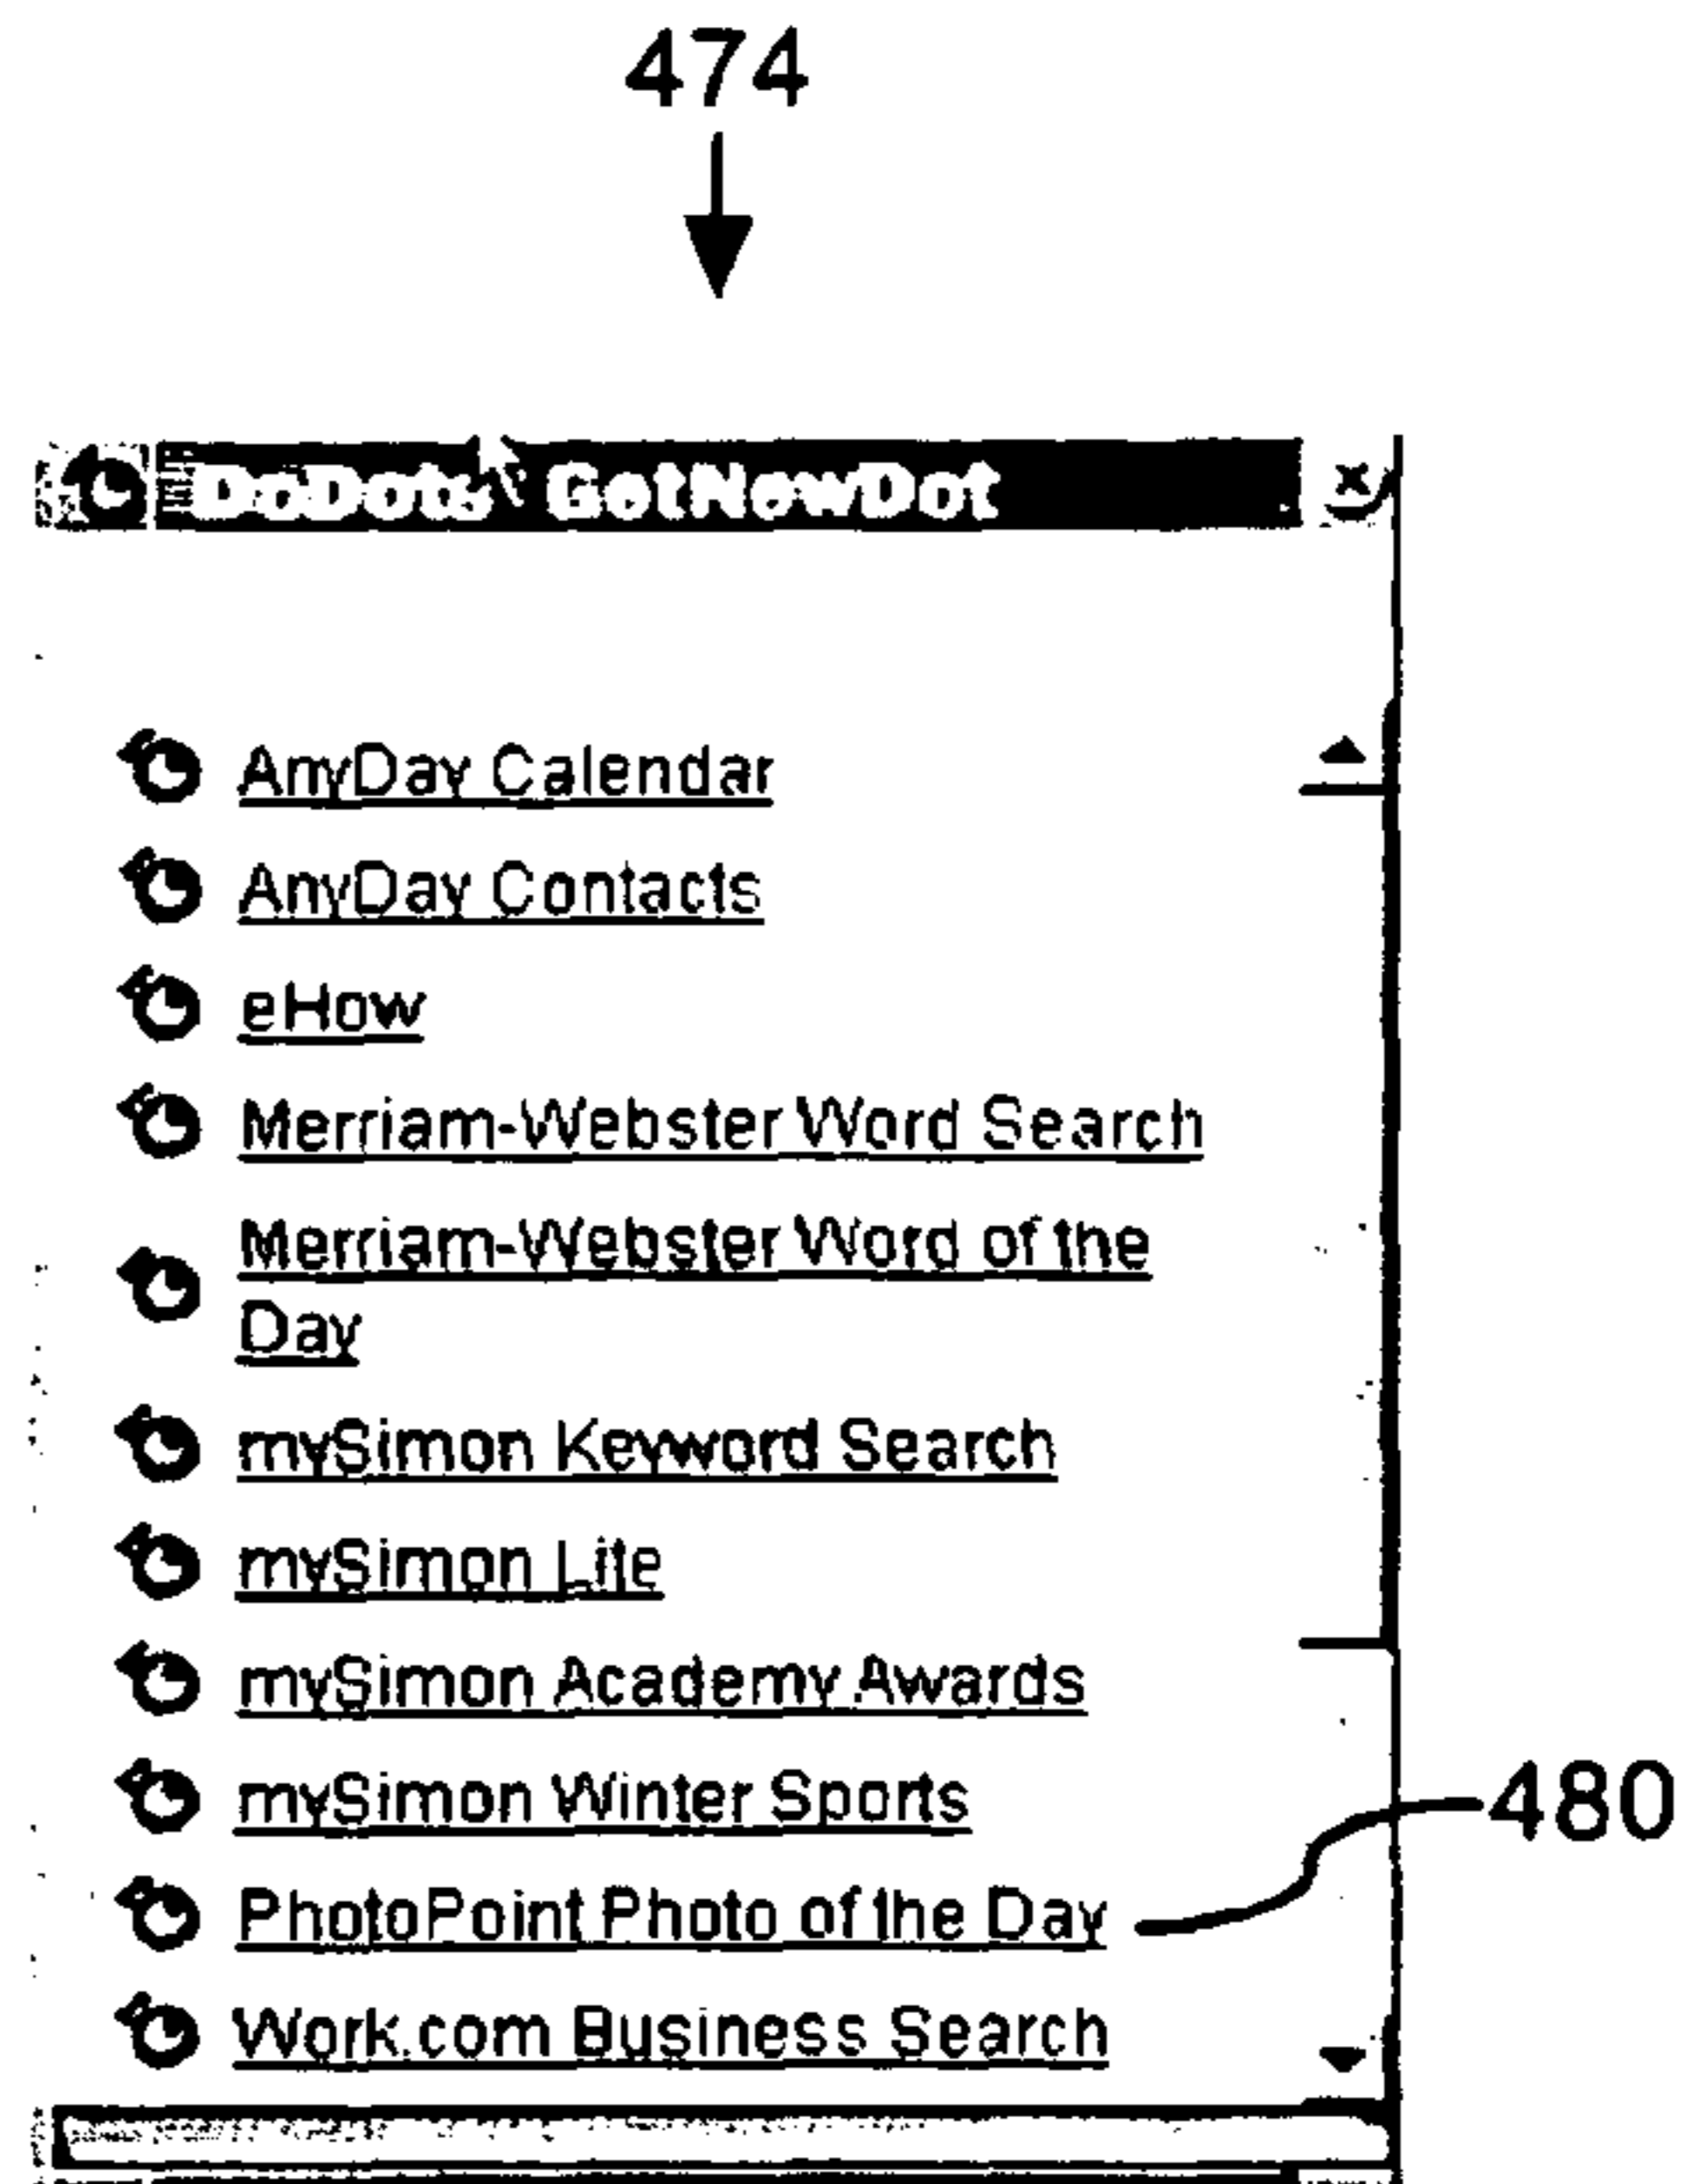 474
DoDots GetNewDot
AnyDay Calendar
AnyDay Contacts
eHow
Merriam-Webster Word Search
Merriam-Webster Word of the
Day
mySimon Keyword Search
mySimon Lite
mySimon Academy Awards
mySimon Winter Sports
480
PhotoPoint Photo of the Day
Work.com Business Search